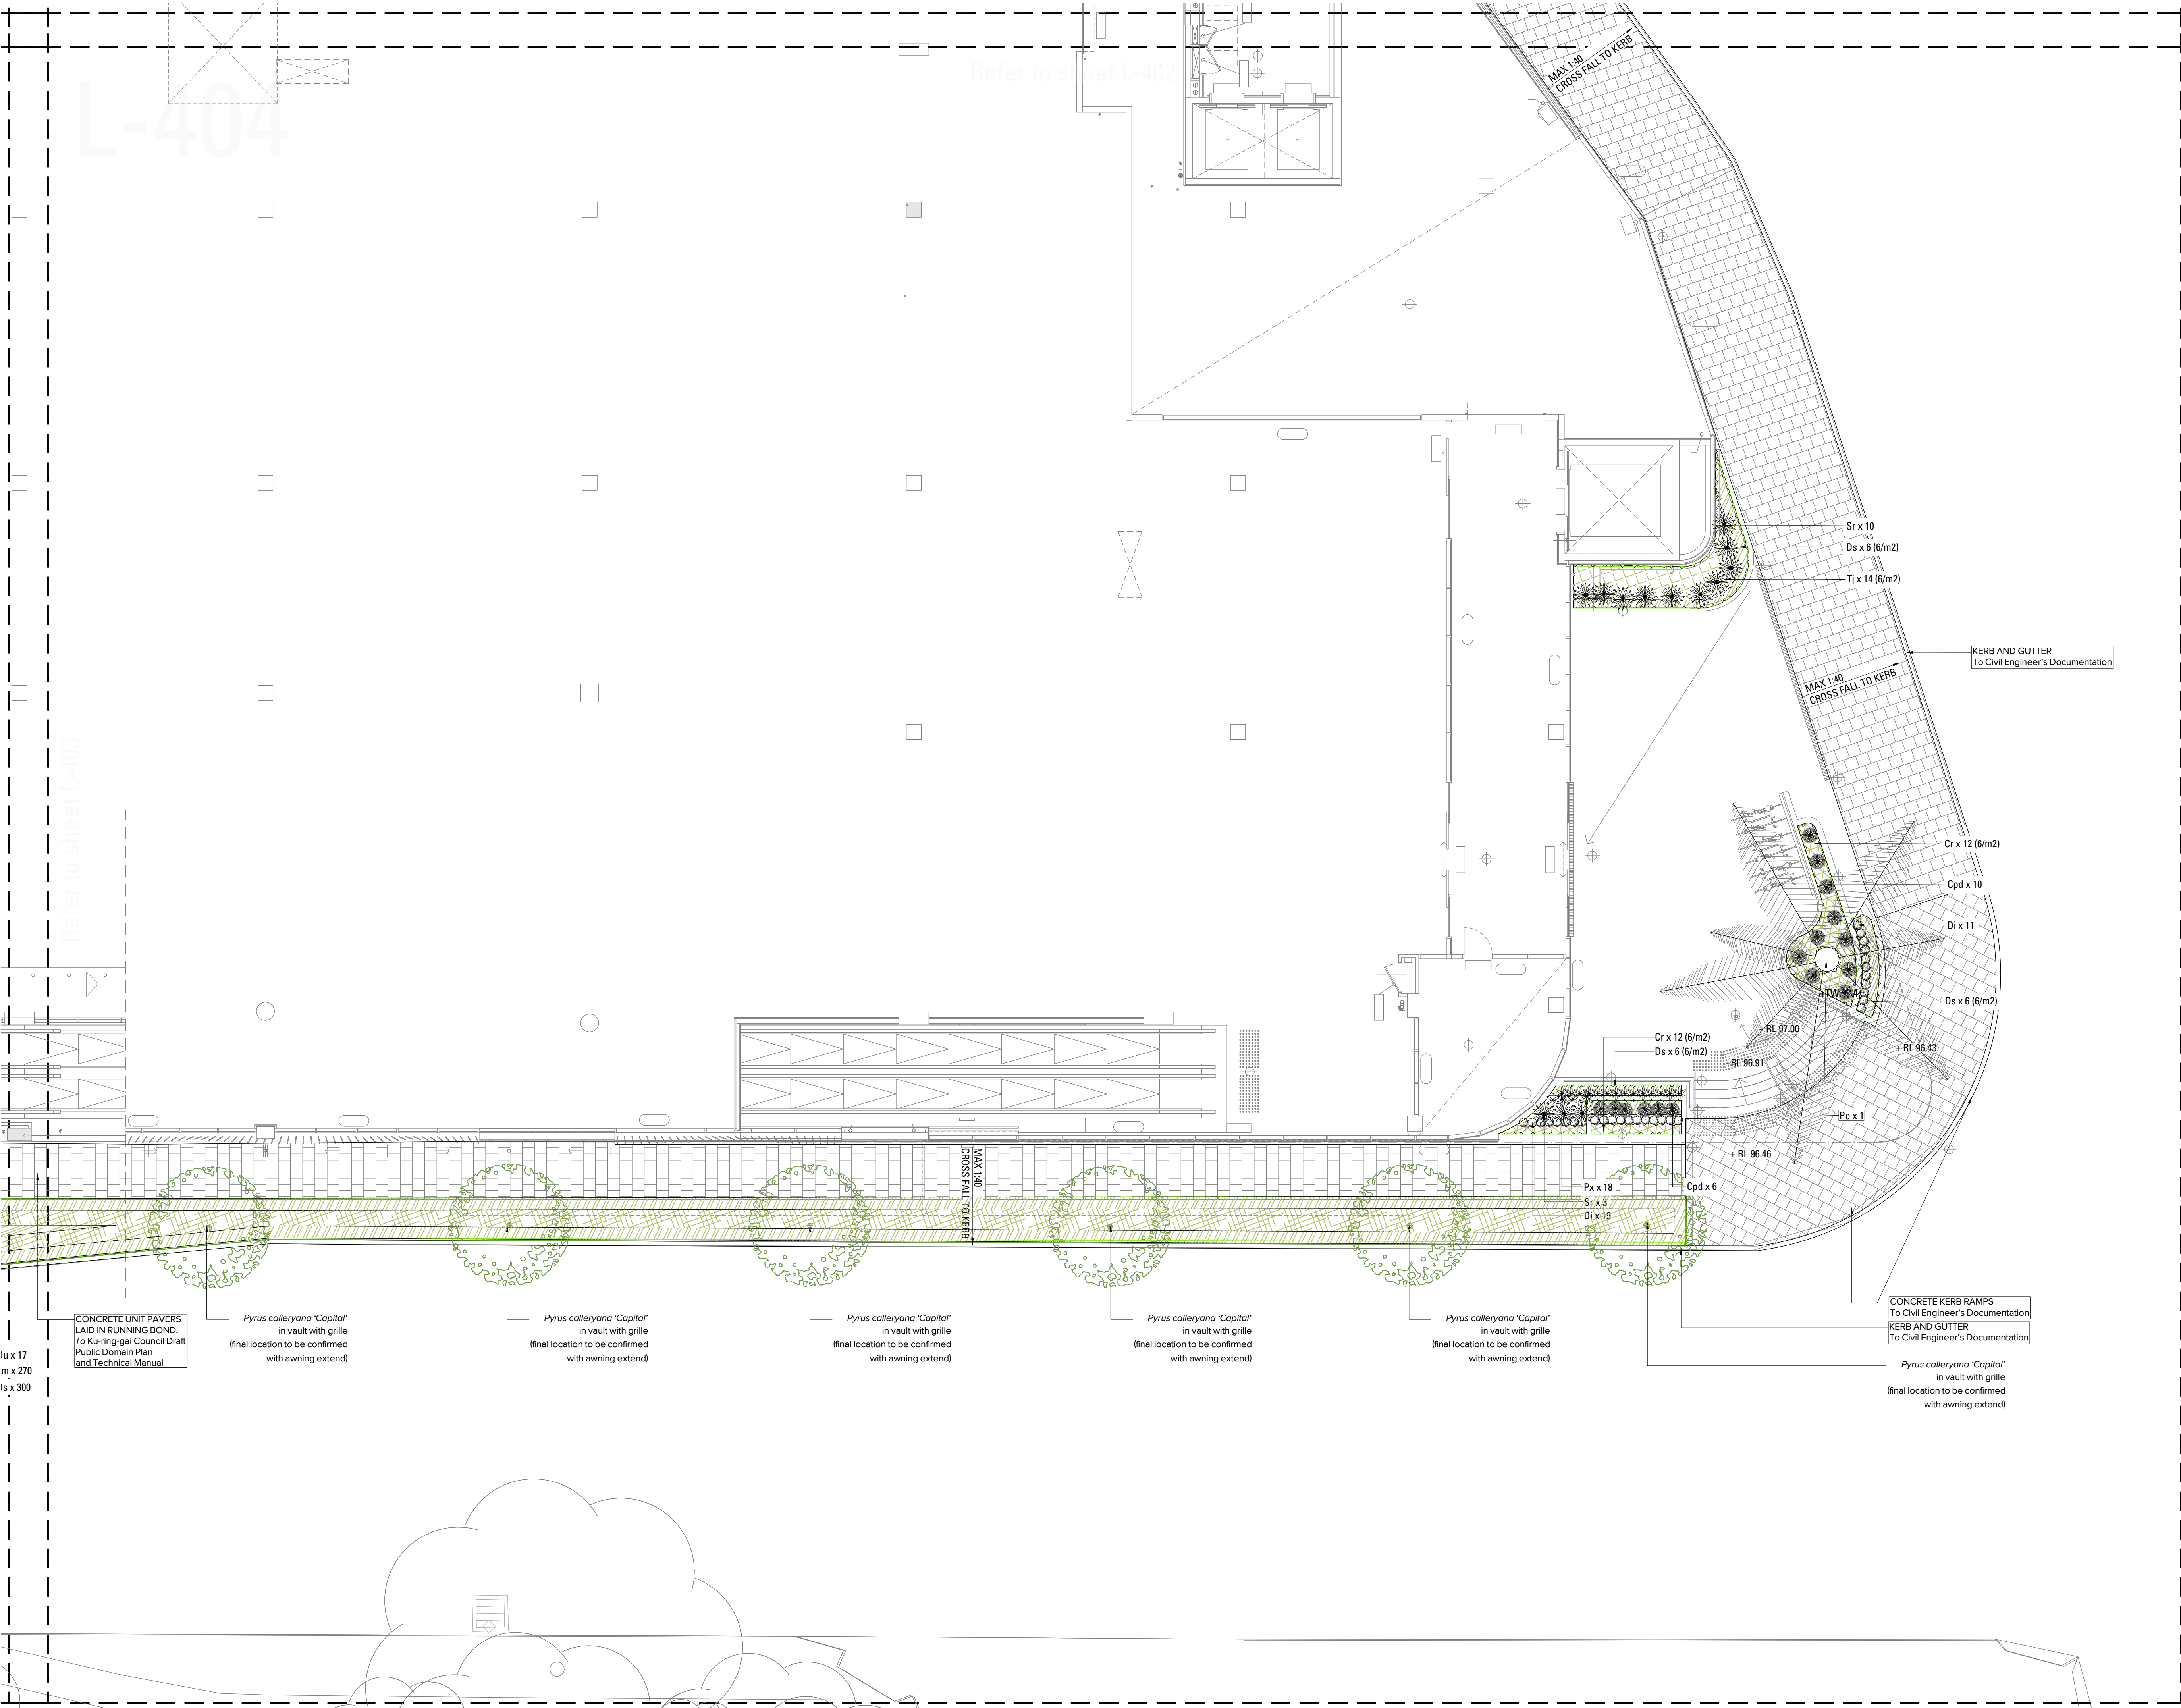 L-404
Refer to sheet L-402
MAX 1:40
CROSS FALL TO KERB
Sr x 10
Ds x 6 (6/m2)
Tj x 14 (6/m2)
KERB AND GUTTER
To Civil Engineer's Documentation
MAX 1:40
CROSS FALL TO KERB
Refer to sheet L-403
Cr x 12 (6/m2)
Cpd x 10
Di x 11
Ds x 6 (6/m2)
+ RL 97.00
+RL 96.91
+ RL 96.43
Cr x 12 (6/m2)
Ds x 6 (6/m2)
Pc x 1
+ RL 96.46
MAX 1:40
CROSS FALL TO KERB
Px x 18
Cpd x 6
Sr x 3
Di x 19
CONCRETE UNIT PAVERS
LAID IN RUNNING BOND.
To Ku-ring-gai Council Draft
Public Domain Plan
and Technical Manual
Pyrus calleryana 'Capital'
in vault with grille
(final location to be confirmed
with awning extend)
Pyrus calleryana 'Capital'
in vault with grille
(final location to be confirmed
with awning extend)
Pyrus calleryana 'Capital'
in vault with grille
(final location to be confirmed
with awning extend)
Pyrus calleryana 'Capital'
in vault with grille
(final location to be confirmed
with awning extend)
Pyrus calleryana 'Capital'
in vault with grille
(final location to be confirmed
with awning extend)
CONCRETE KERB RAMPS
To Civil Engineer's Documentation
KERB AND GUTTER
To Civil Engineer's Documentation
Pyrus calleryana 'Capital'
in vault with grille
(final location to be confirmed
with awning extend)
x 17
x 270
x 300